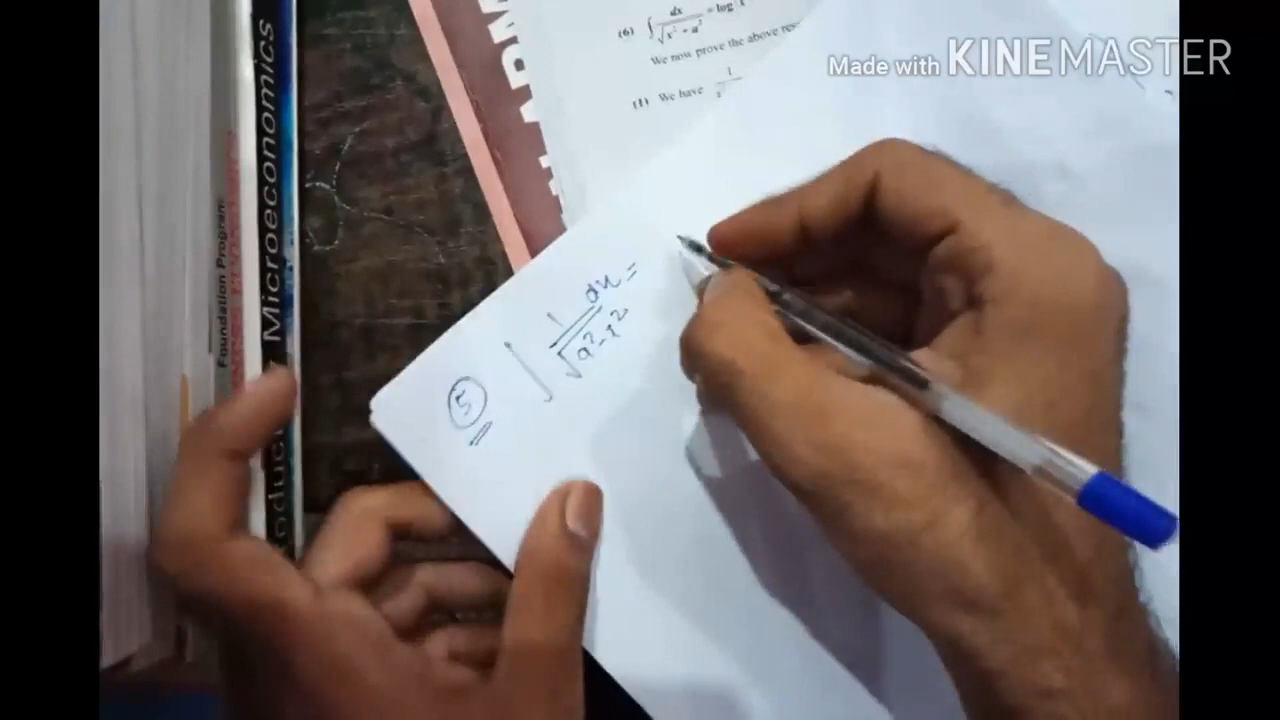 Made with KINEMASTER
(6) ∫ dx / √(x² + a²) = log
We now prove the above
(1) We have 1
Foundation Program
Microeconomics
⑤ ∫ 1 / √(a² - x²) dx =